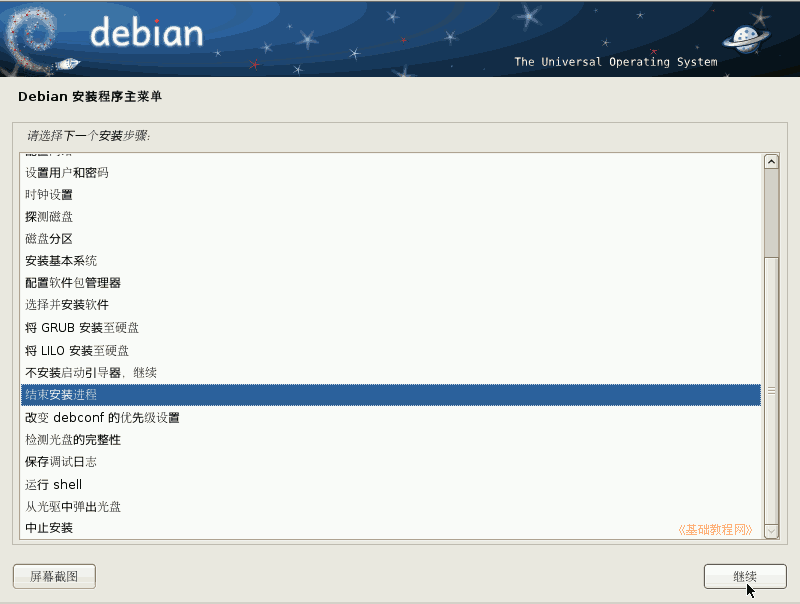 debian
The Universal Operating System
Debian 安装程序主菜单
请选择下一个安装步骤:
设置用户和密码
时钟设置
探测磁盘
磁盘分区
安装基本系统
配置软件包管理器
选择并安装软件
将 GRUB 安装至硬盘
将 LILO 安装至硬盘
不安装启动引导器，继续
结束安装进程
改变 debconf 的优先级设置
检测光盘的完整性
保存调试日志
运行 shell
从光驱中弹出光盘
中止安装
《基础教程网》
屏幕截图
继续